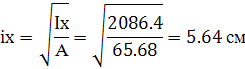 ix = √(Ix/A) = √(2086.4/65.68) = 5.64 см